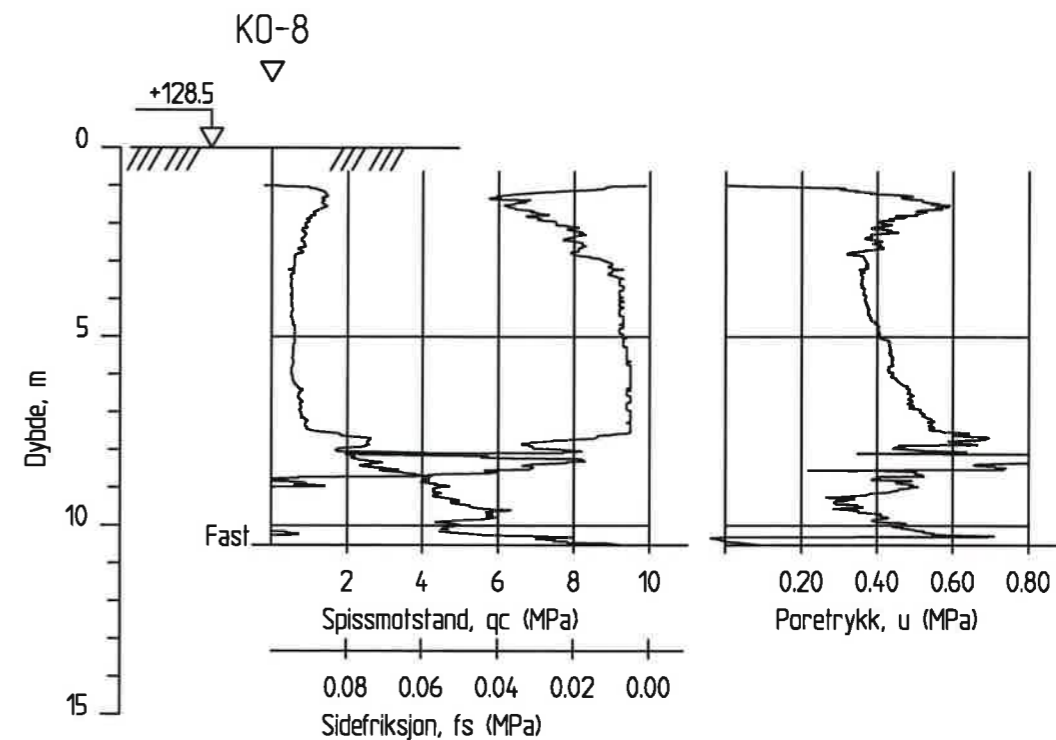 KO-8
+128.5
0
5
10
15
Dybde, m
Fast
2 4 6 8 10
Spissmotstand, qc (MPa)
0.08 0.06 0.04 0.02 0.00
Sidefriksjon, fs (MPa)
0.20 0.40 0.60 0.80
Poretrykk, u (MPa)